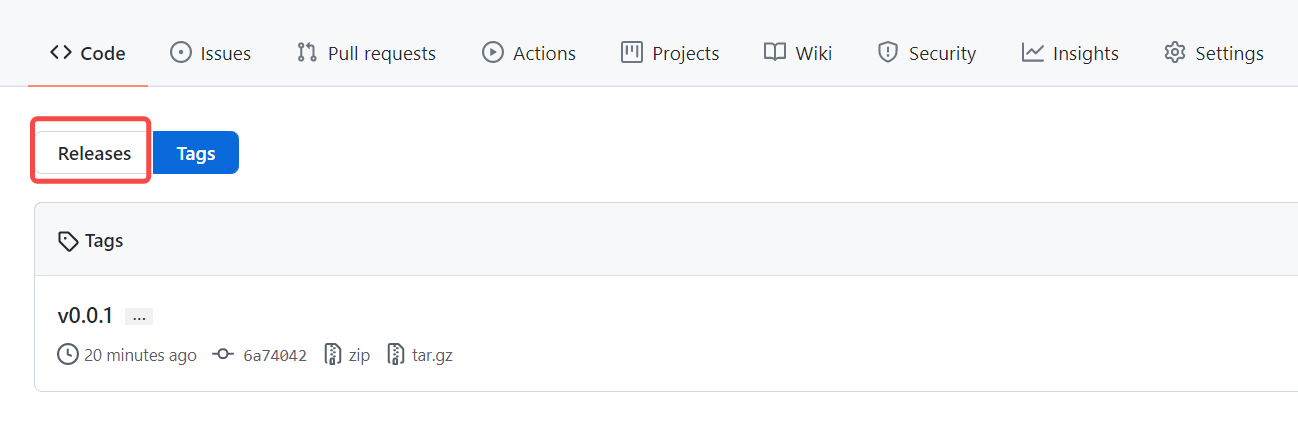 Code Issues Pull requests Actions Projects Wiki Security Insights Settings
Releases Tags
Tags
v0.0.1 ...
20 minutes ago 6a74042 zip tar.gz